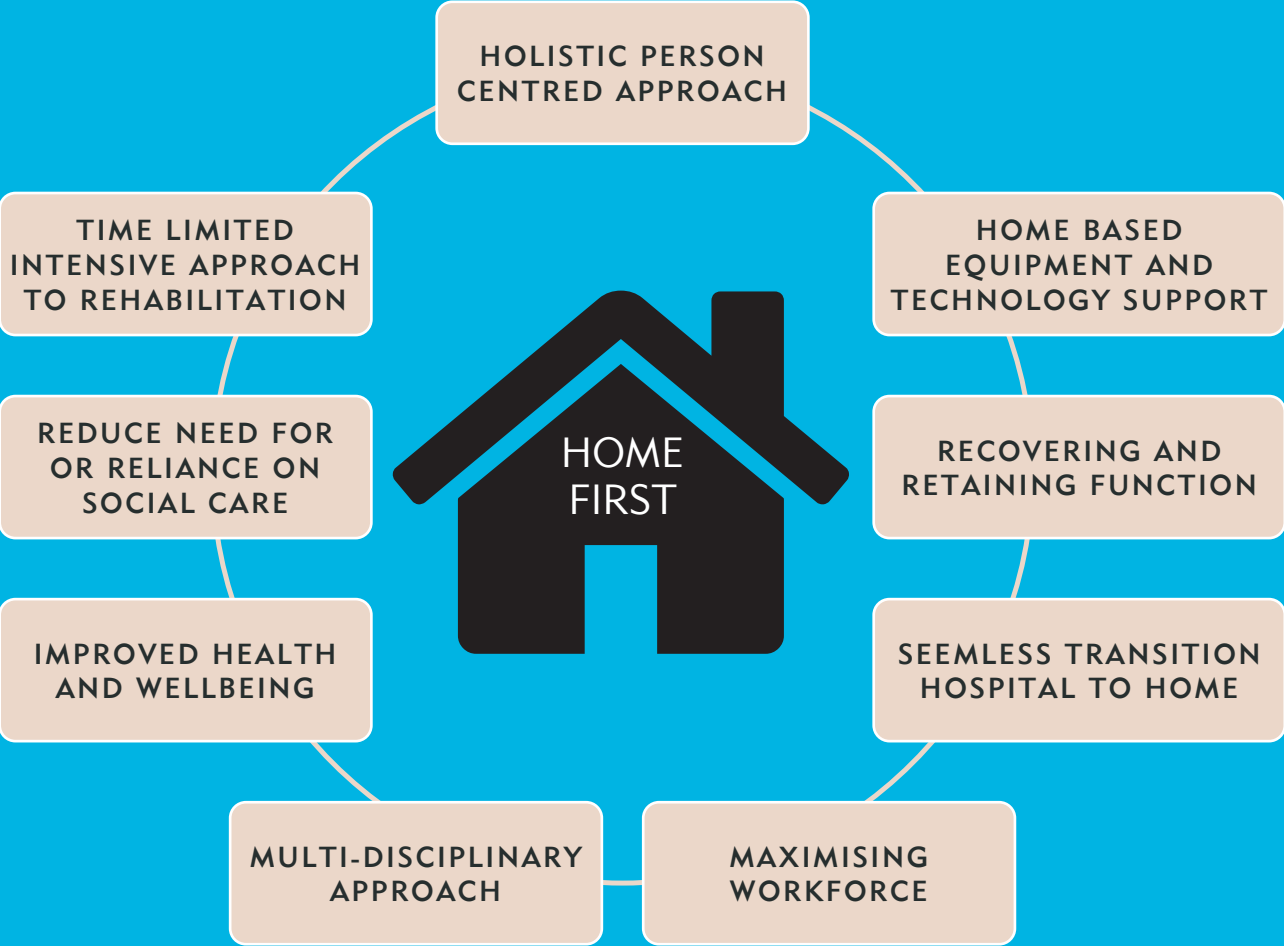 HOLISTIC PERSON
CENTRED APPROACH
TIME LIMITED
INTENSIVE APPROACH
TO REHABILITATION
HOME BASED
EQUIPMENT AND
TECHNOLOGY SUPPORT
HOME
FIRST
REDUCE NEED FOR
OR RELIANCE ON
SOCIAL CARE
RECOVERING AND
RETAINING FUNCTION
IMPROVED HEALTH
AND WELLBEING
SEEMLESS TRANSITION
HOSPITAL TO HOME
MULTI-DISCIPLINARY
APPROACH
MAXIMISING
WORKFORCE